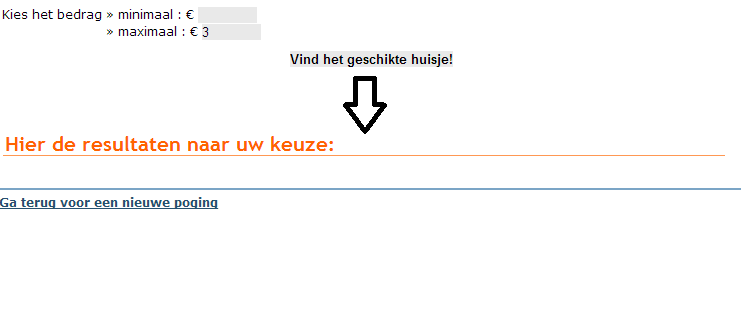 Kies het bedrag » minimaal : €
» maximaal : € 3
Vind het geschikte huisje!
Hier de resultaten naar uw keuze:
Ga terug voor een nieuwe poging